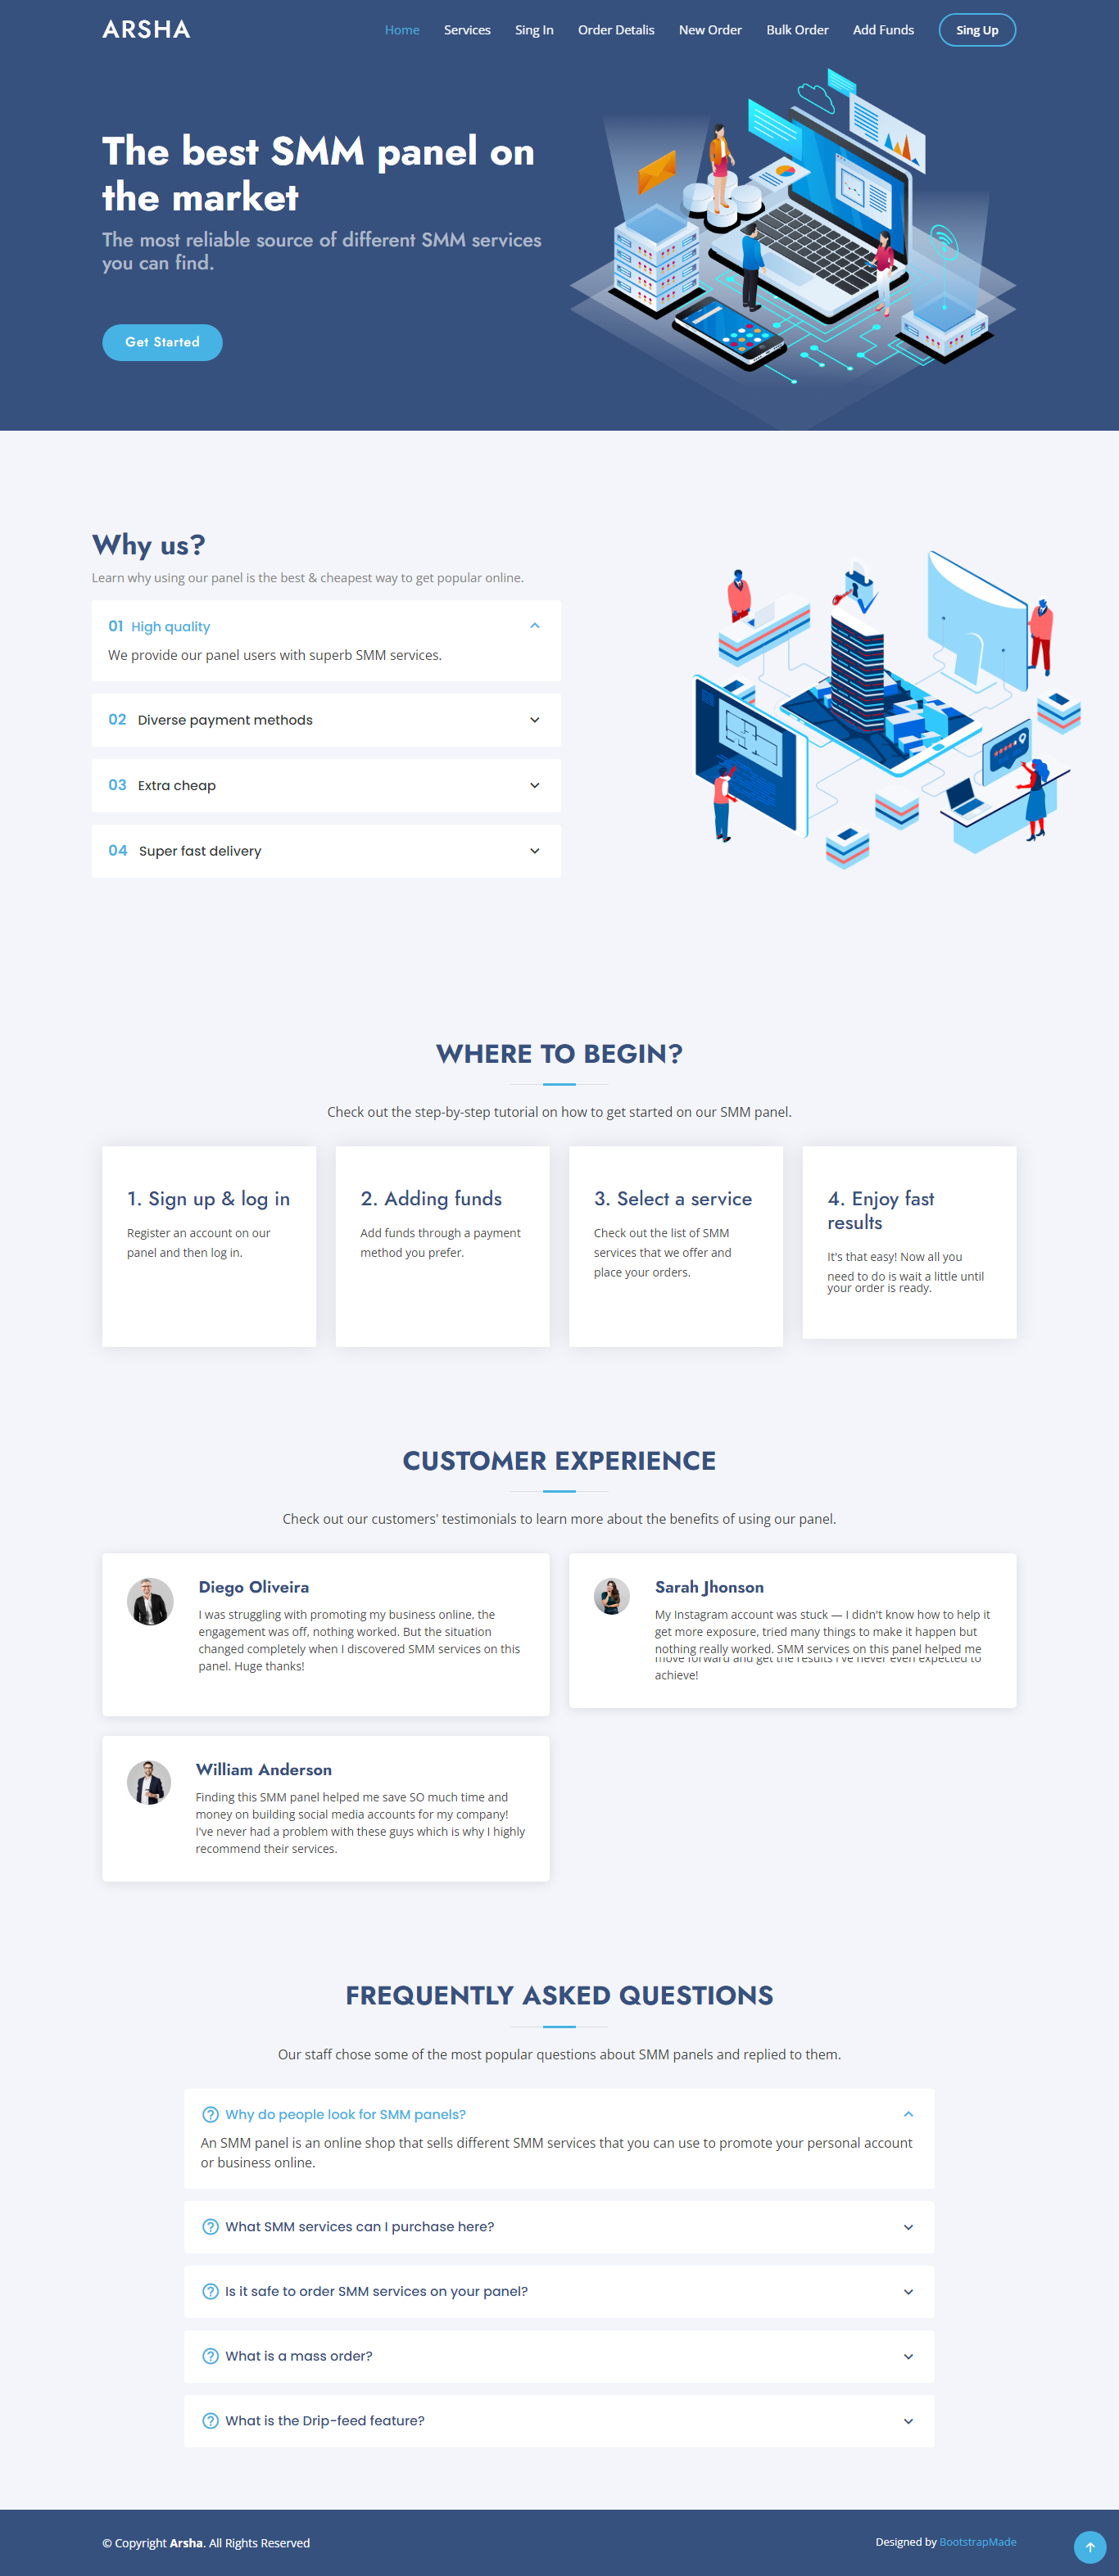 ARSHA
Home Services Sing In Order Detalis New Order Bulk Order Add Funds Sing Up
The best SMM panel on
the market
The most reliable source of different SMM services
you can find.
Get Started
Why us?
Learn why using our panel is the best & cheapest way to get popular online.
01 High quality
We provide our panel users with superb SMM services.
02 Diverse payment methods
03 Extra cheap
04 Super fast delivery
WHERE TO BEGIN?
Check out the step-by-step tutorial on how to get started on our SMM panel.
1. Sign up & log in
Register an account on our
panel and then log in.
2. Adding funds
Add funds through a payment
method you prefer.
3. Select a service
Check out the list of SMM
services that we offer and
place your orders.
4. Enjoy fast
results
It's that easy! Now all you
need to do is wait a little until
your order is ready.
CUSTOMER EXPERIENCE
Check out our customers' testimonials to learn more about the benefits of using our panel.
Diego Oliveira
I was struggling with promoting my business online, the
engagement was off, nothing worked. But the situation
changed completely when I discovered SMM services on this
panel. Huge thanks!
Sarah Jhonson
My Instagram account was stuck — I didn't know how to help it
get more exposure, tried many things to make it happen but
nothing really worked. SMM services on this panel helped me
move forward and get the results I've never even expected to
achieve!
William Anderson
Finding this SMM panel helped me save SO much time and
money on building social media accounts for my company!
I've never had a problem with these guys which is why I highly
recommend their services.
FREQUENTLY ASKED QUESTIONS
Our staff chose some of the most popular questions about SMM panels and replied to them.
Why do people look for SMM panels?
An SMM panel is an online shop that sells different SMM services that you can use to promote your personal account
or business online.
What SMM services can I purchase here?
Is it safe to order SMM services on your panel?
What is a mass order?
What is the Drip-feed feature?
© Copyright Arsha. All Rights Reserved
Designed by BootstrapMade